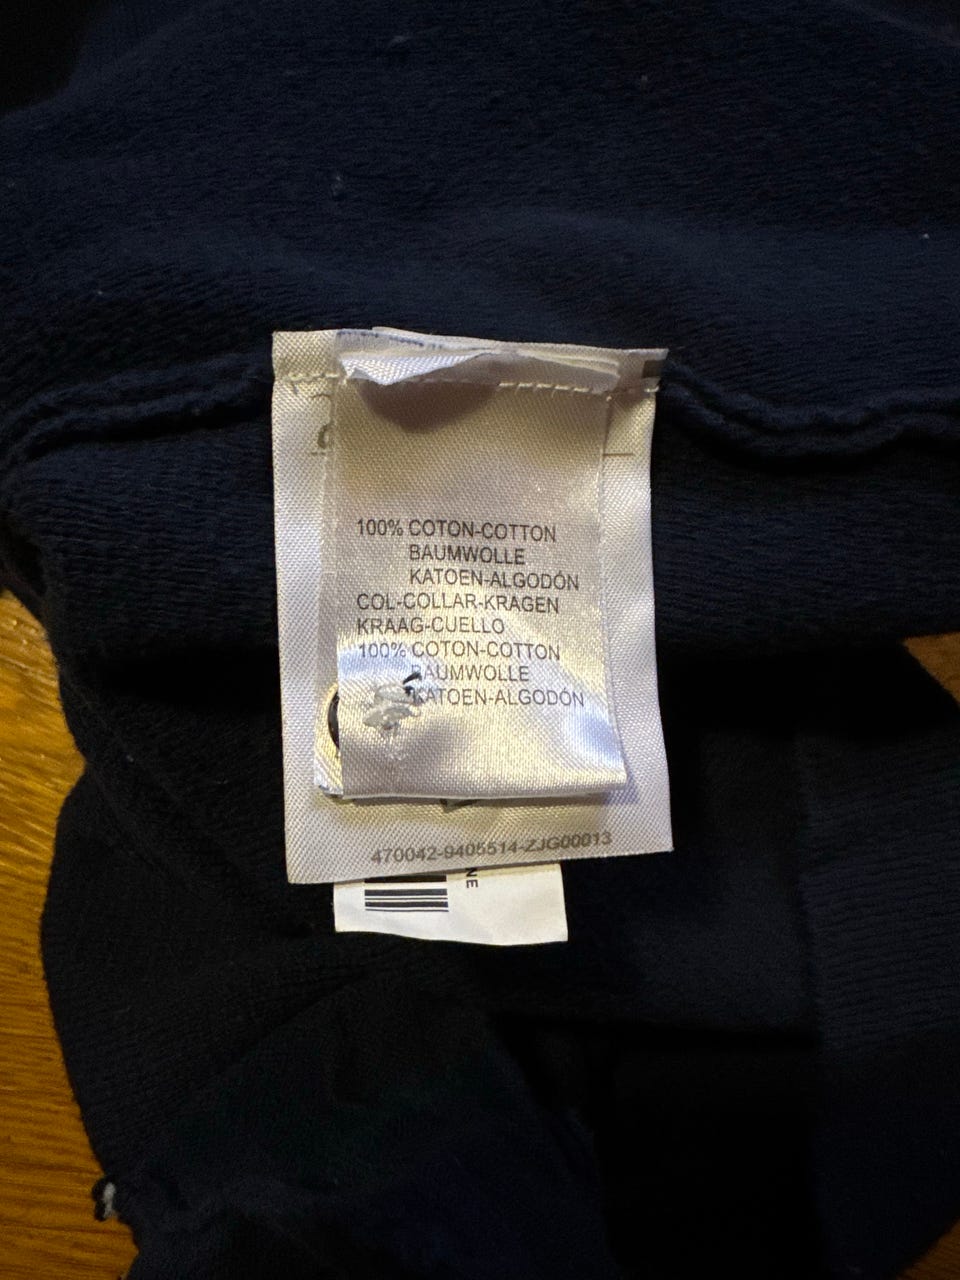 100% COTON-COTTON
BAUMWOLLE
KATOEN-ALGODÓN
COL-COLLAR-KRAGEN
KRAAG-CUELLO
100% COTON-COTTON
BAUMWOLLE
KATOEN-ALGODÓN
470042-9405514-ZJG00013
NE